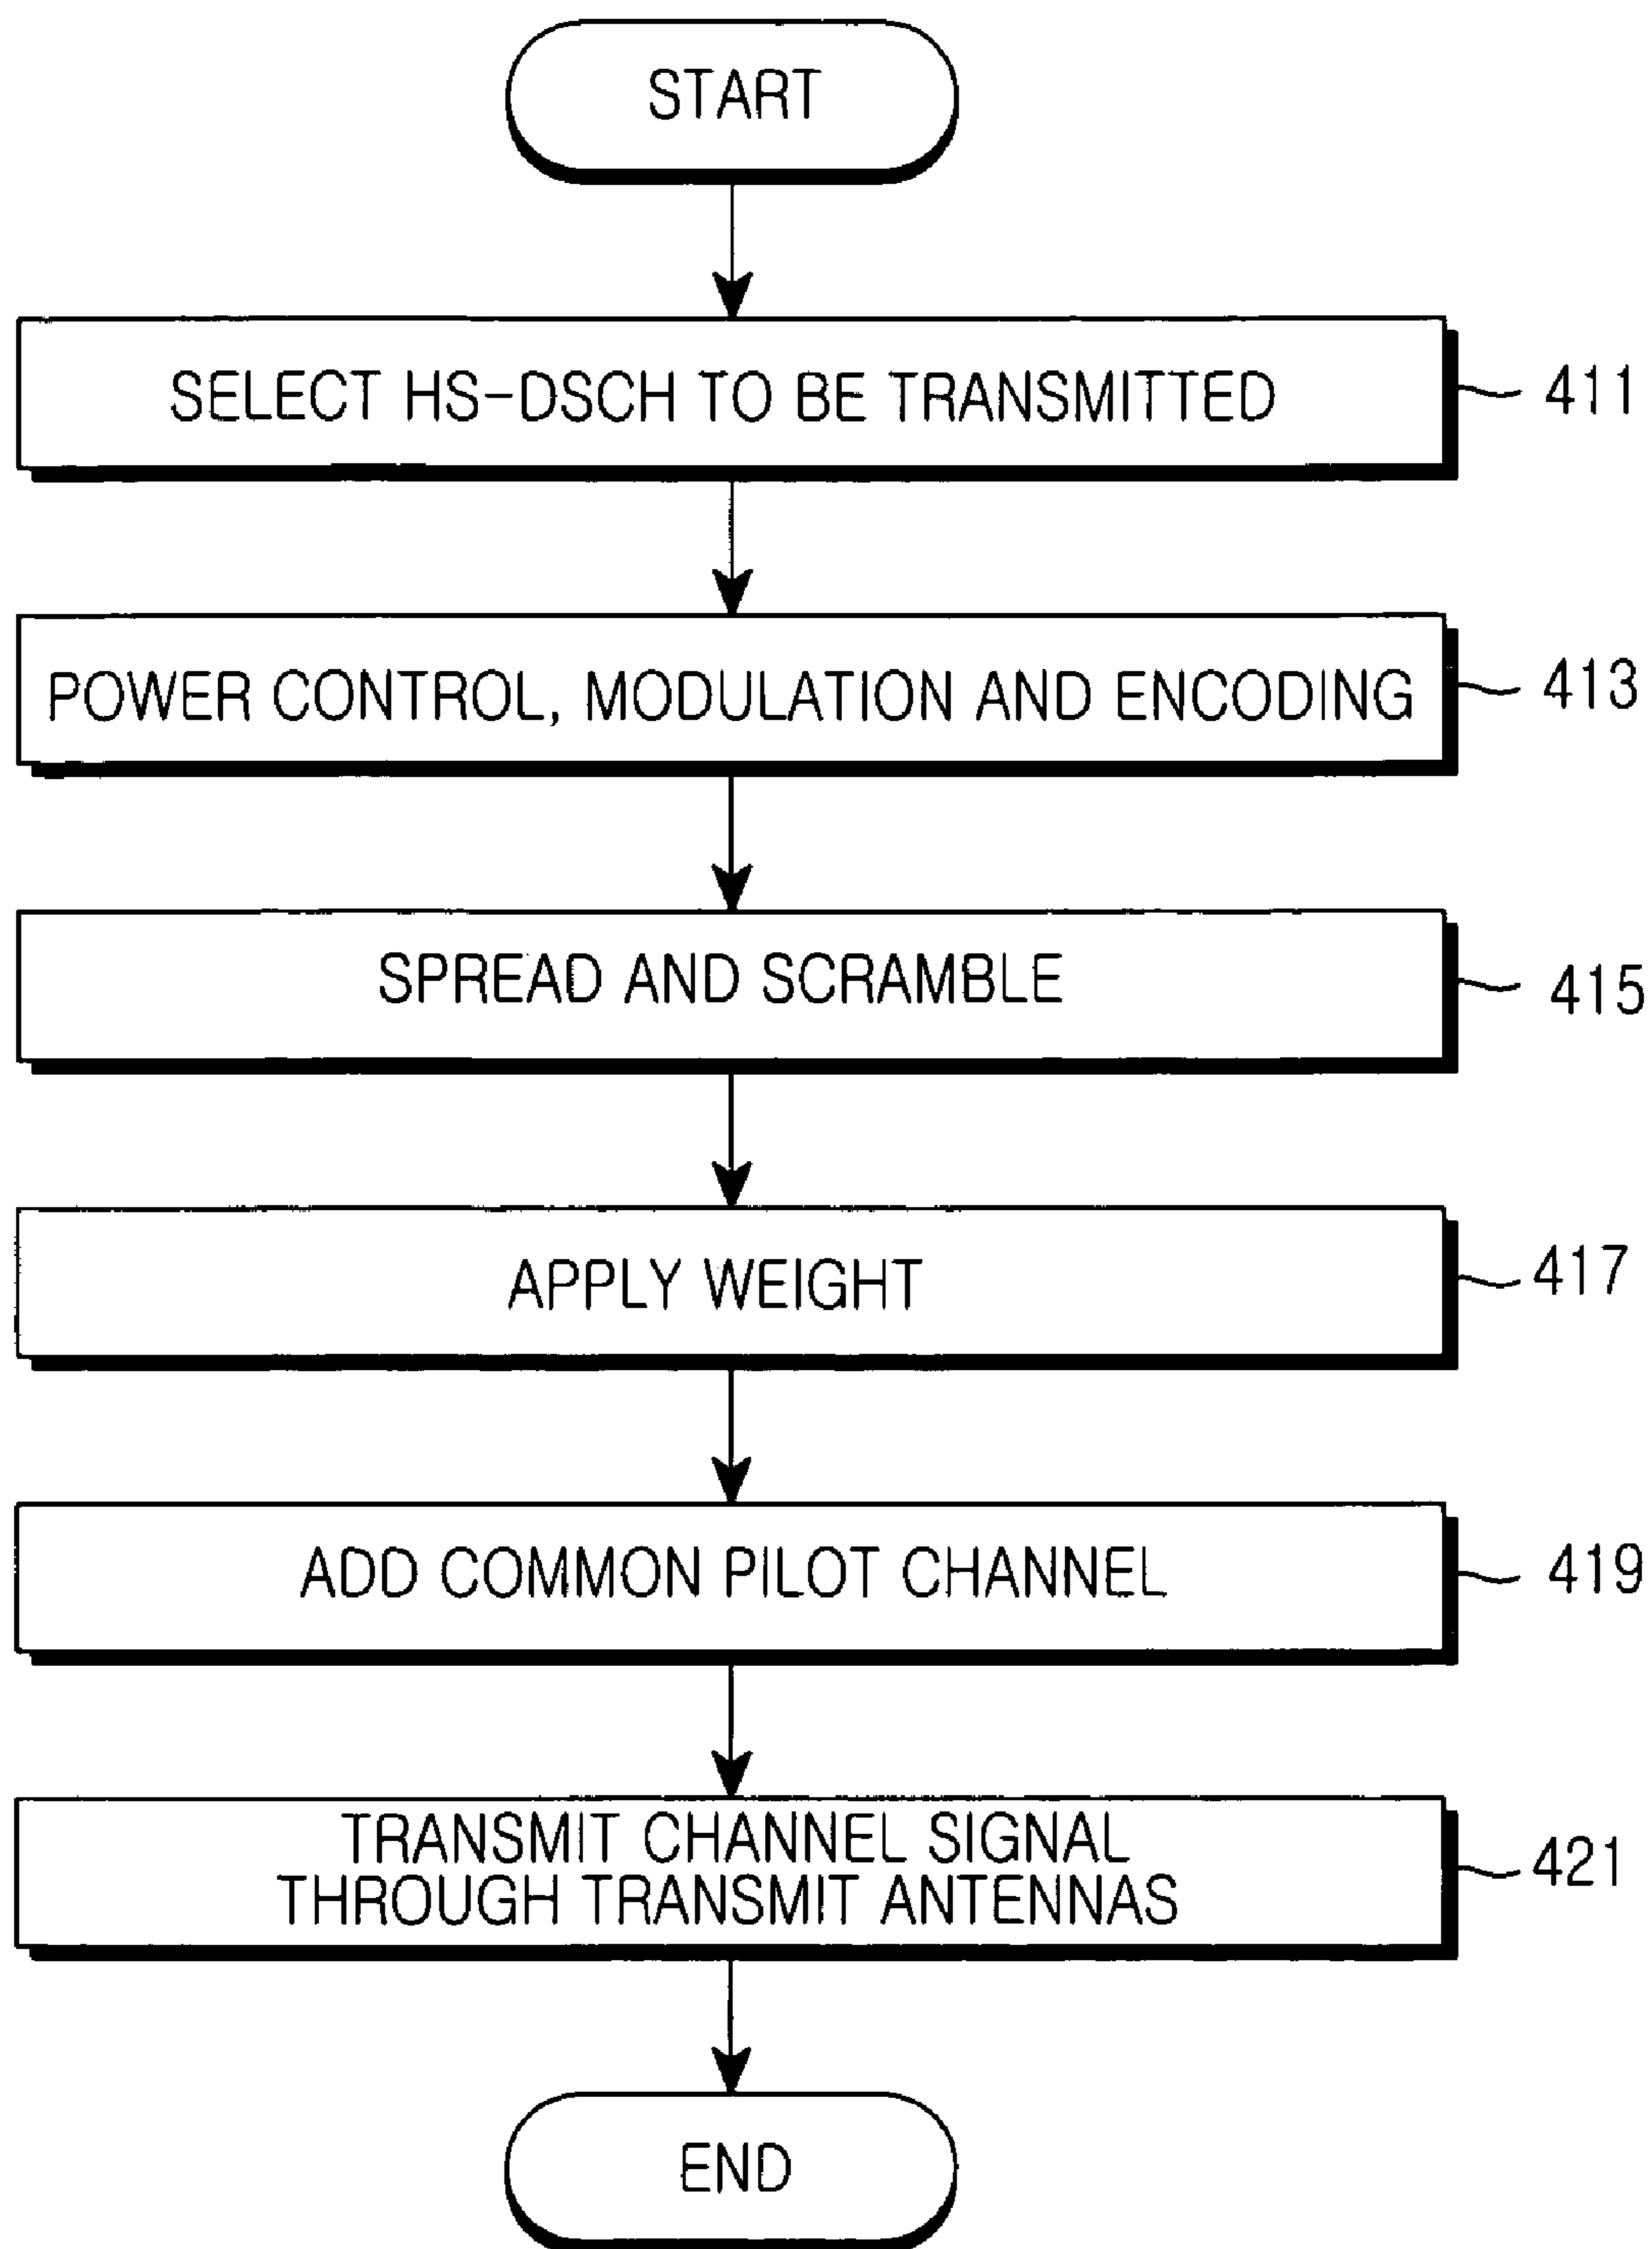 START
SELECT HS-DSCH TO BE TRANSMITTED
411
POWER CONTROL, MODULATION AND ENCODING
413
SPREAD AND SCRAMBLE
415
APPLY WEIGHT
417
ADD COMMON PILOT CHANNEL
419
TRANSMIT CHANNEL SIGNAL
THROUGH TRANSMIT ANTENNAS
421
END